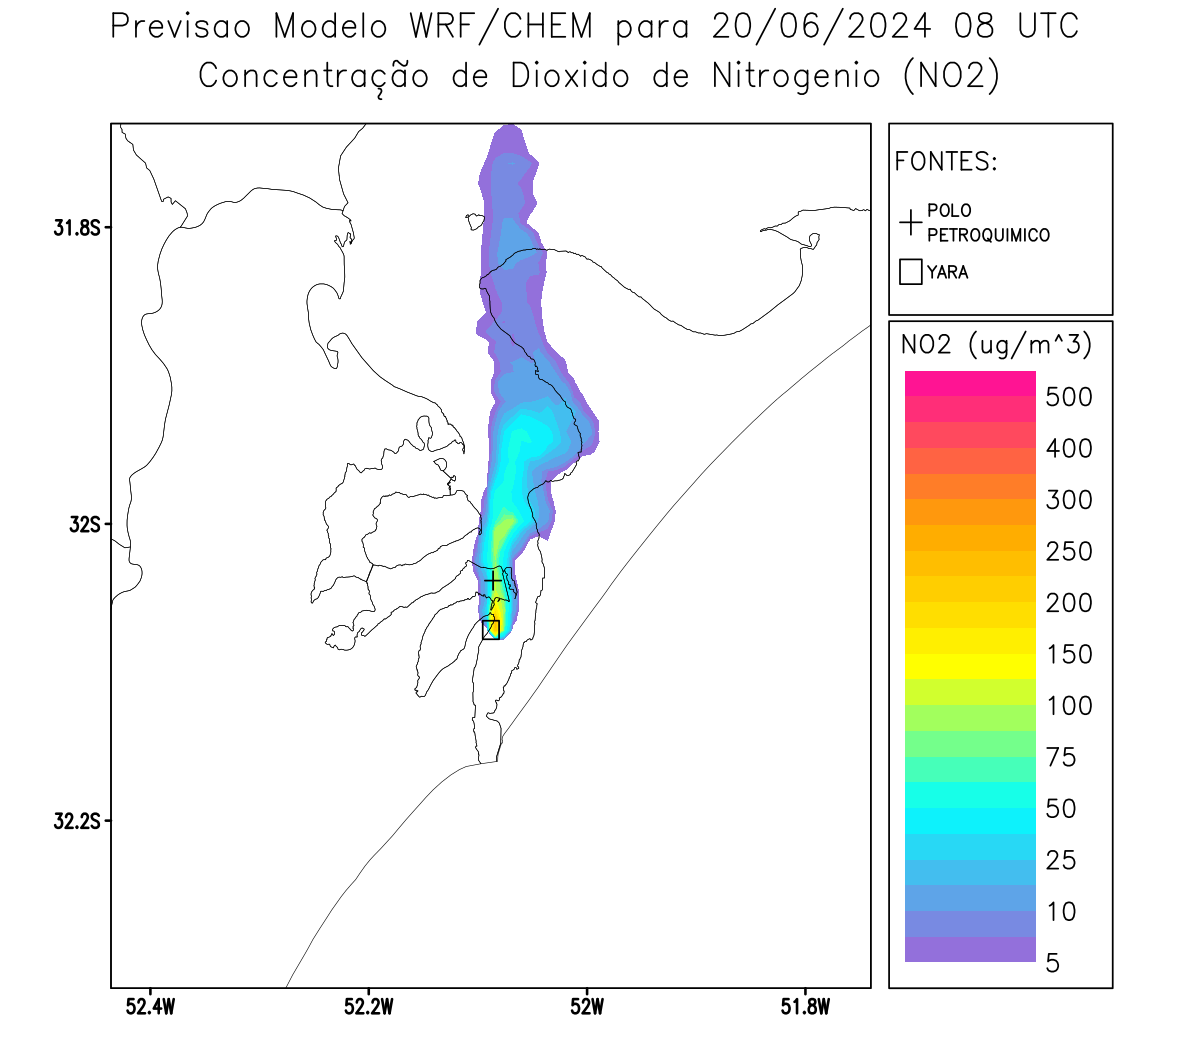 Previsao Modelo WRF/CHEM para 20/06/2024 08 UTC
Concentração de Dioxido de Nitrogenio (NO2)
FONTES:
POLO
PETROQUIMICO
YARA
NO2 (ug/m^3)
500
400
300
250
200
150
100
75
50
25
10
5
31.8S
32S
32.2S
52.4W
52.2W
52W
51.8W